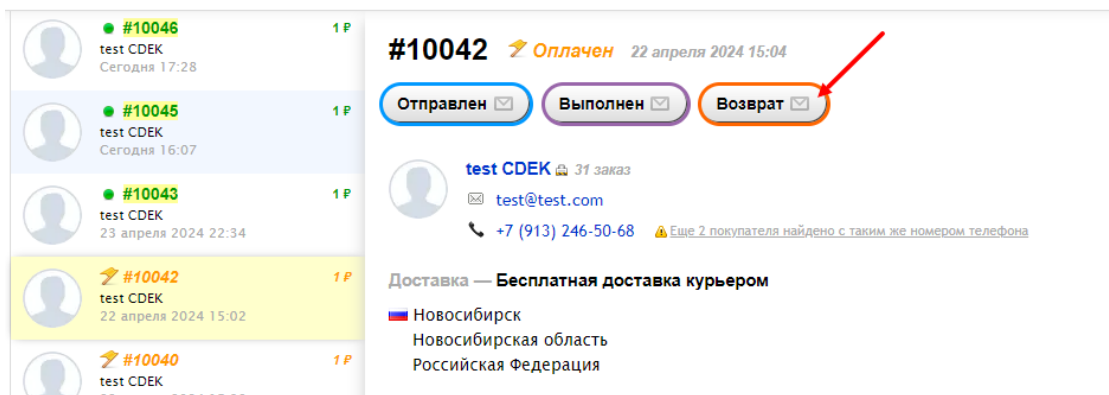 #10046 1 ₽
test CDEK
Сегодня 17:28
#10045 1 ₽
test CDEK
Сегодня 16:07
#10043 1 ₽
test CDEK
23 апреля 2024 22:34
#10042 1 ₽
test CDEK
22 апреля 2024 15:02
#10040 1 ₽
test CDEK
#10042 Оплачен 22 апреля 2024 15:04
Отправлен Выполнен Возврат
test CDEK 31 заказ
test@test.com
+7 (913) 246-50-68 Еще 2 покупателя найдено с таким же номером телефона
Доставка — Бесплатная доставка курьером
Новосибирск
Новосибирская область
Российская Федерация